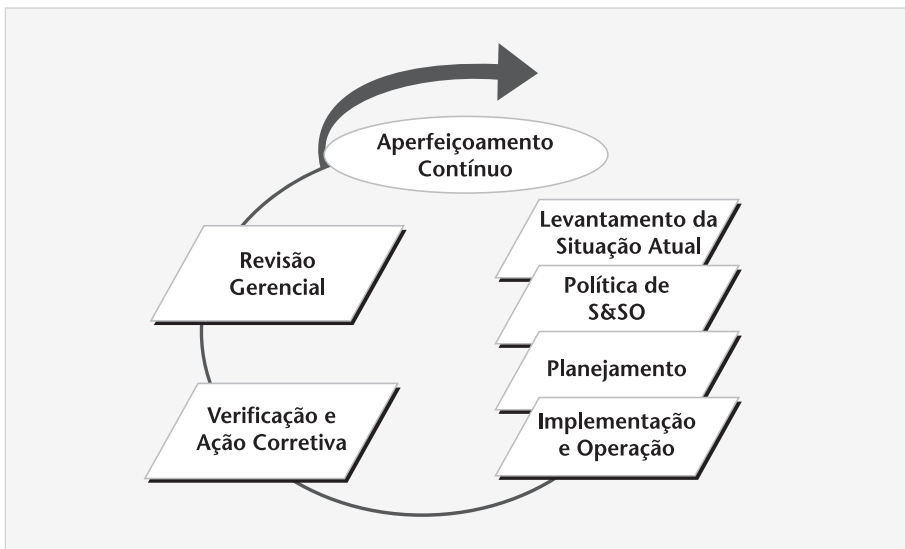 Aperfeiçoamento
Contínuo
Levantamento da
Situação Atual
Política de
S&SO
Planejamento
Implementação
e Operação
Verificação e
Ação Corretiva
Revisão
Gerencial